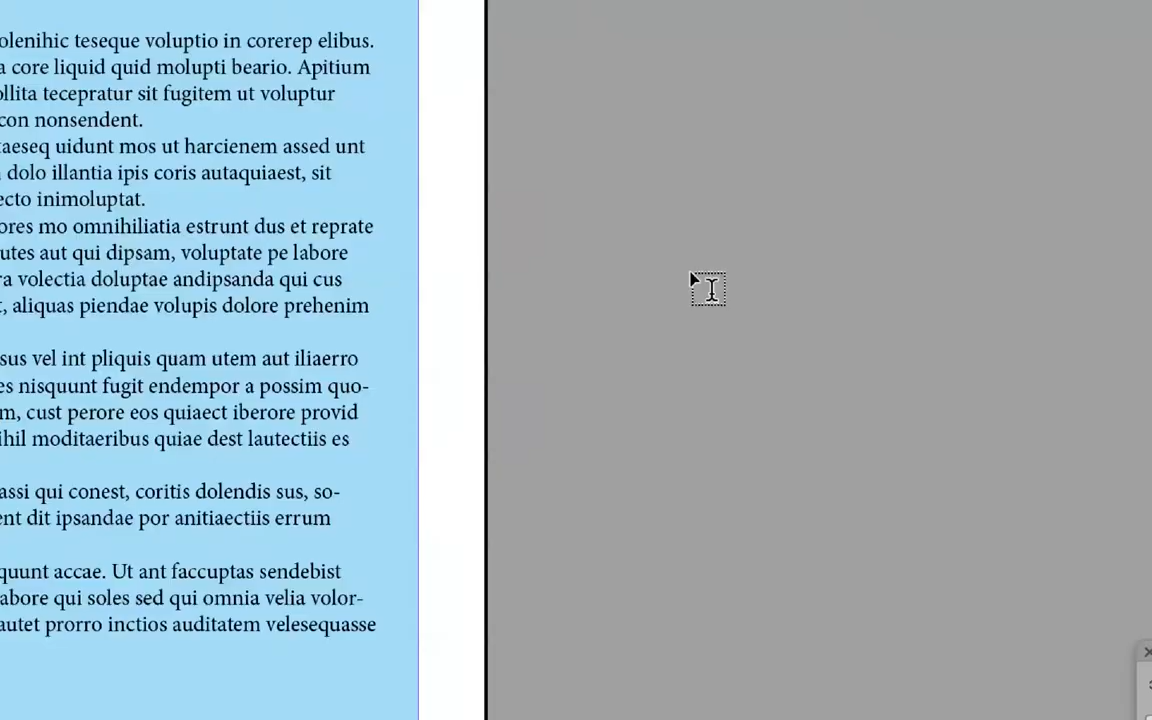 olenihic teseque voluptio in corerep elibus.
a core liquid quid molupti beario. Apitium
ollita tecepratur sit fugitem ut voluptur
con nonsendent.
taeseq uidunt mos ut harcienem assed unt
dolo illantia ipis coris autaquiaest, sit
ecto inimoluptat.
ores mo omnihiliatia estrunt dus et reprate
utes aut qui dipsam, voluptate pe labore
ra volectia doluptae andipsanda qui cus
t, aliquas piendae volupis dolore prehenim
sus vel int pliquis quam utem aut iliaerro
es nisquunt fugit endempor a possim quo-
m, cust perore eos quiaect iberore provid
ihil moditaeribus quiae dest lautectiis es
assi qui conest, coritis dolendis sus, so-
ent dit ipsandae por anitiaectiis errum
quunt accae. Ut ant faccuptas sendebist
abore qui soles sed qui omnia velia volor-
autet prorro inctios auditatem velesequasse